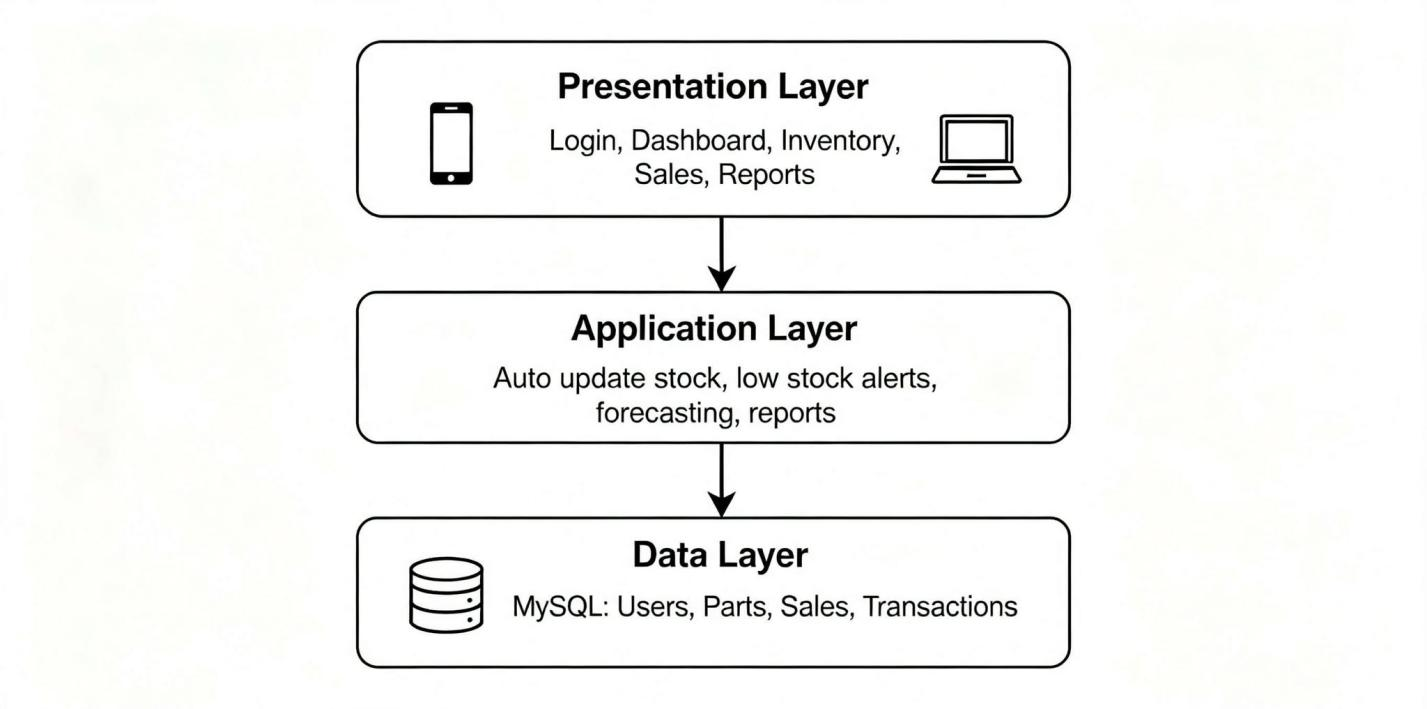 Presentation Layer
Login, Dashboard, Inventory,
Sales, Reports
Application Layer
Auto update stock, low stock alerts,
forecasting, reports
Data Layer
MySQL: Users, Parts, Sales, Transactions